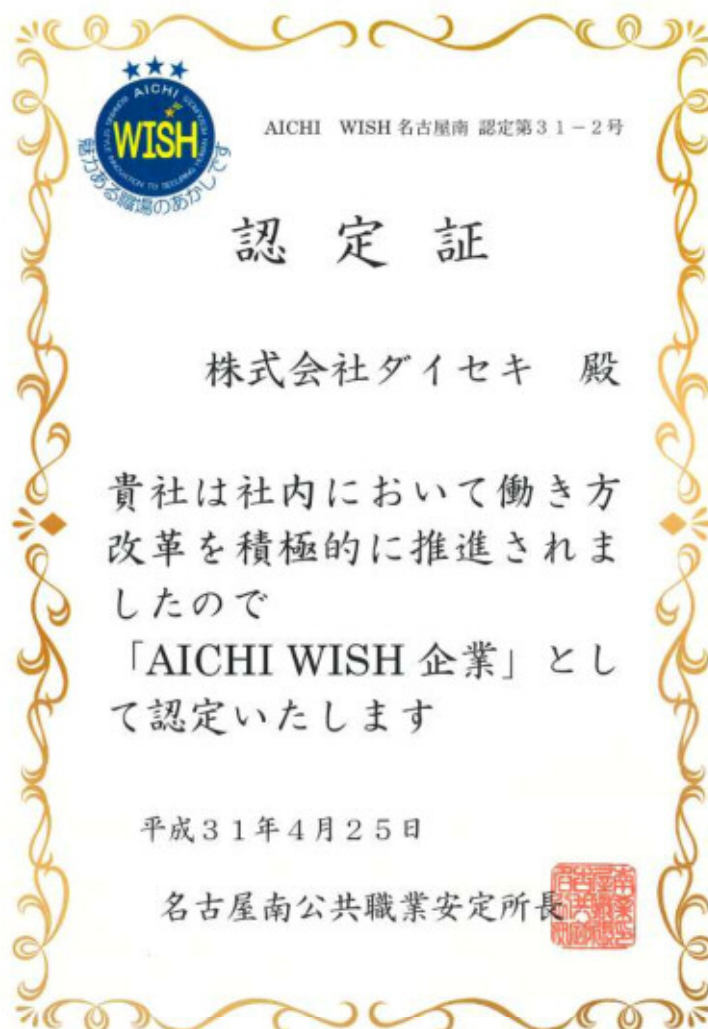 AICHI
WISH
魅力ある職場のあかしです
AICHI WISH 名古屋南 認定第31－2号
認定証
株式会社ダイセキ 殿
貴社は社内において働き方
改革を積極的に推進されま
したので
「AICHI WISH 企業」とし
て認定いたします
平成31年4月25日
名古屋南公共職業安定所長